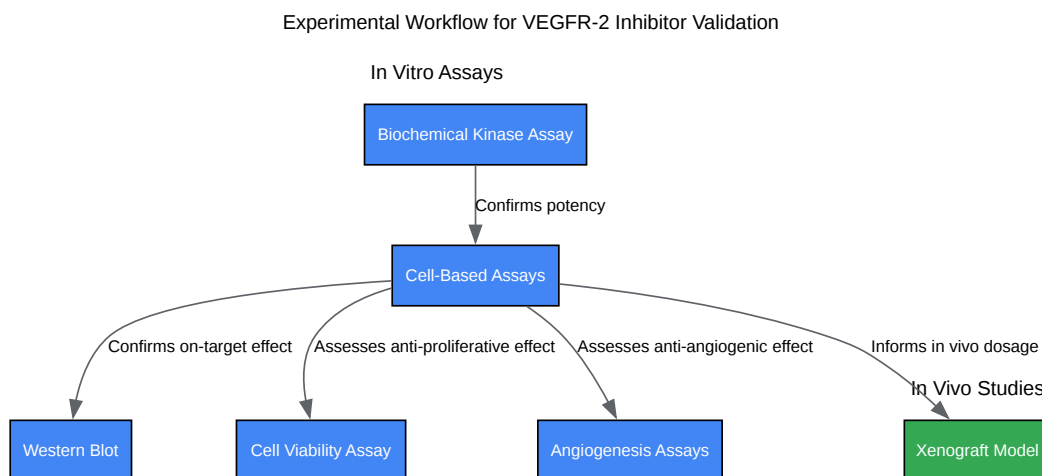 Experimental Workflow for VEGFR-2 Inhibitor Validation
In Vitro Assays
Biochemical Kinase Assay
Confirms potency
Cell-Based Assays
Confirms on-target effect
Assesses anti-proliferative effect
Assesses anti-angiogenic effect
Informs in vivo dosage
In Vivo Studies
Western Blot
Cell Viability Assay
Angiogenesis Assays
Xenograft Model